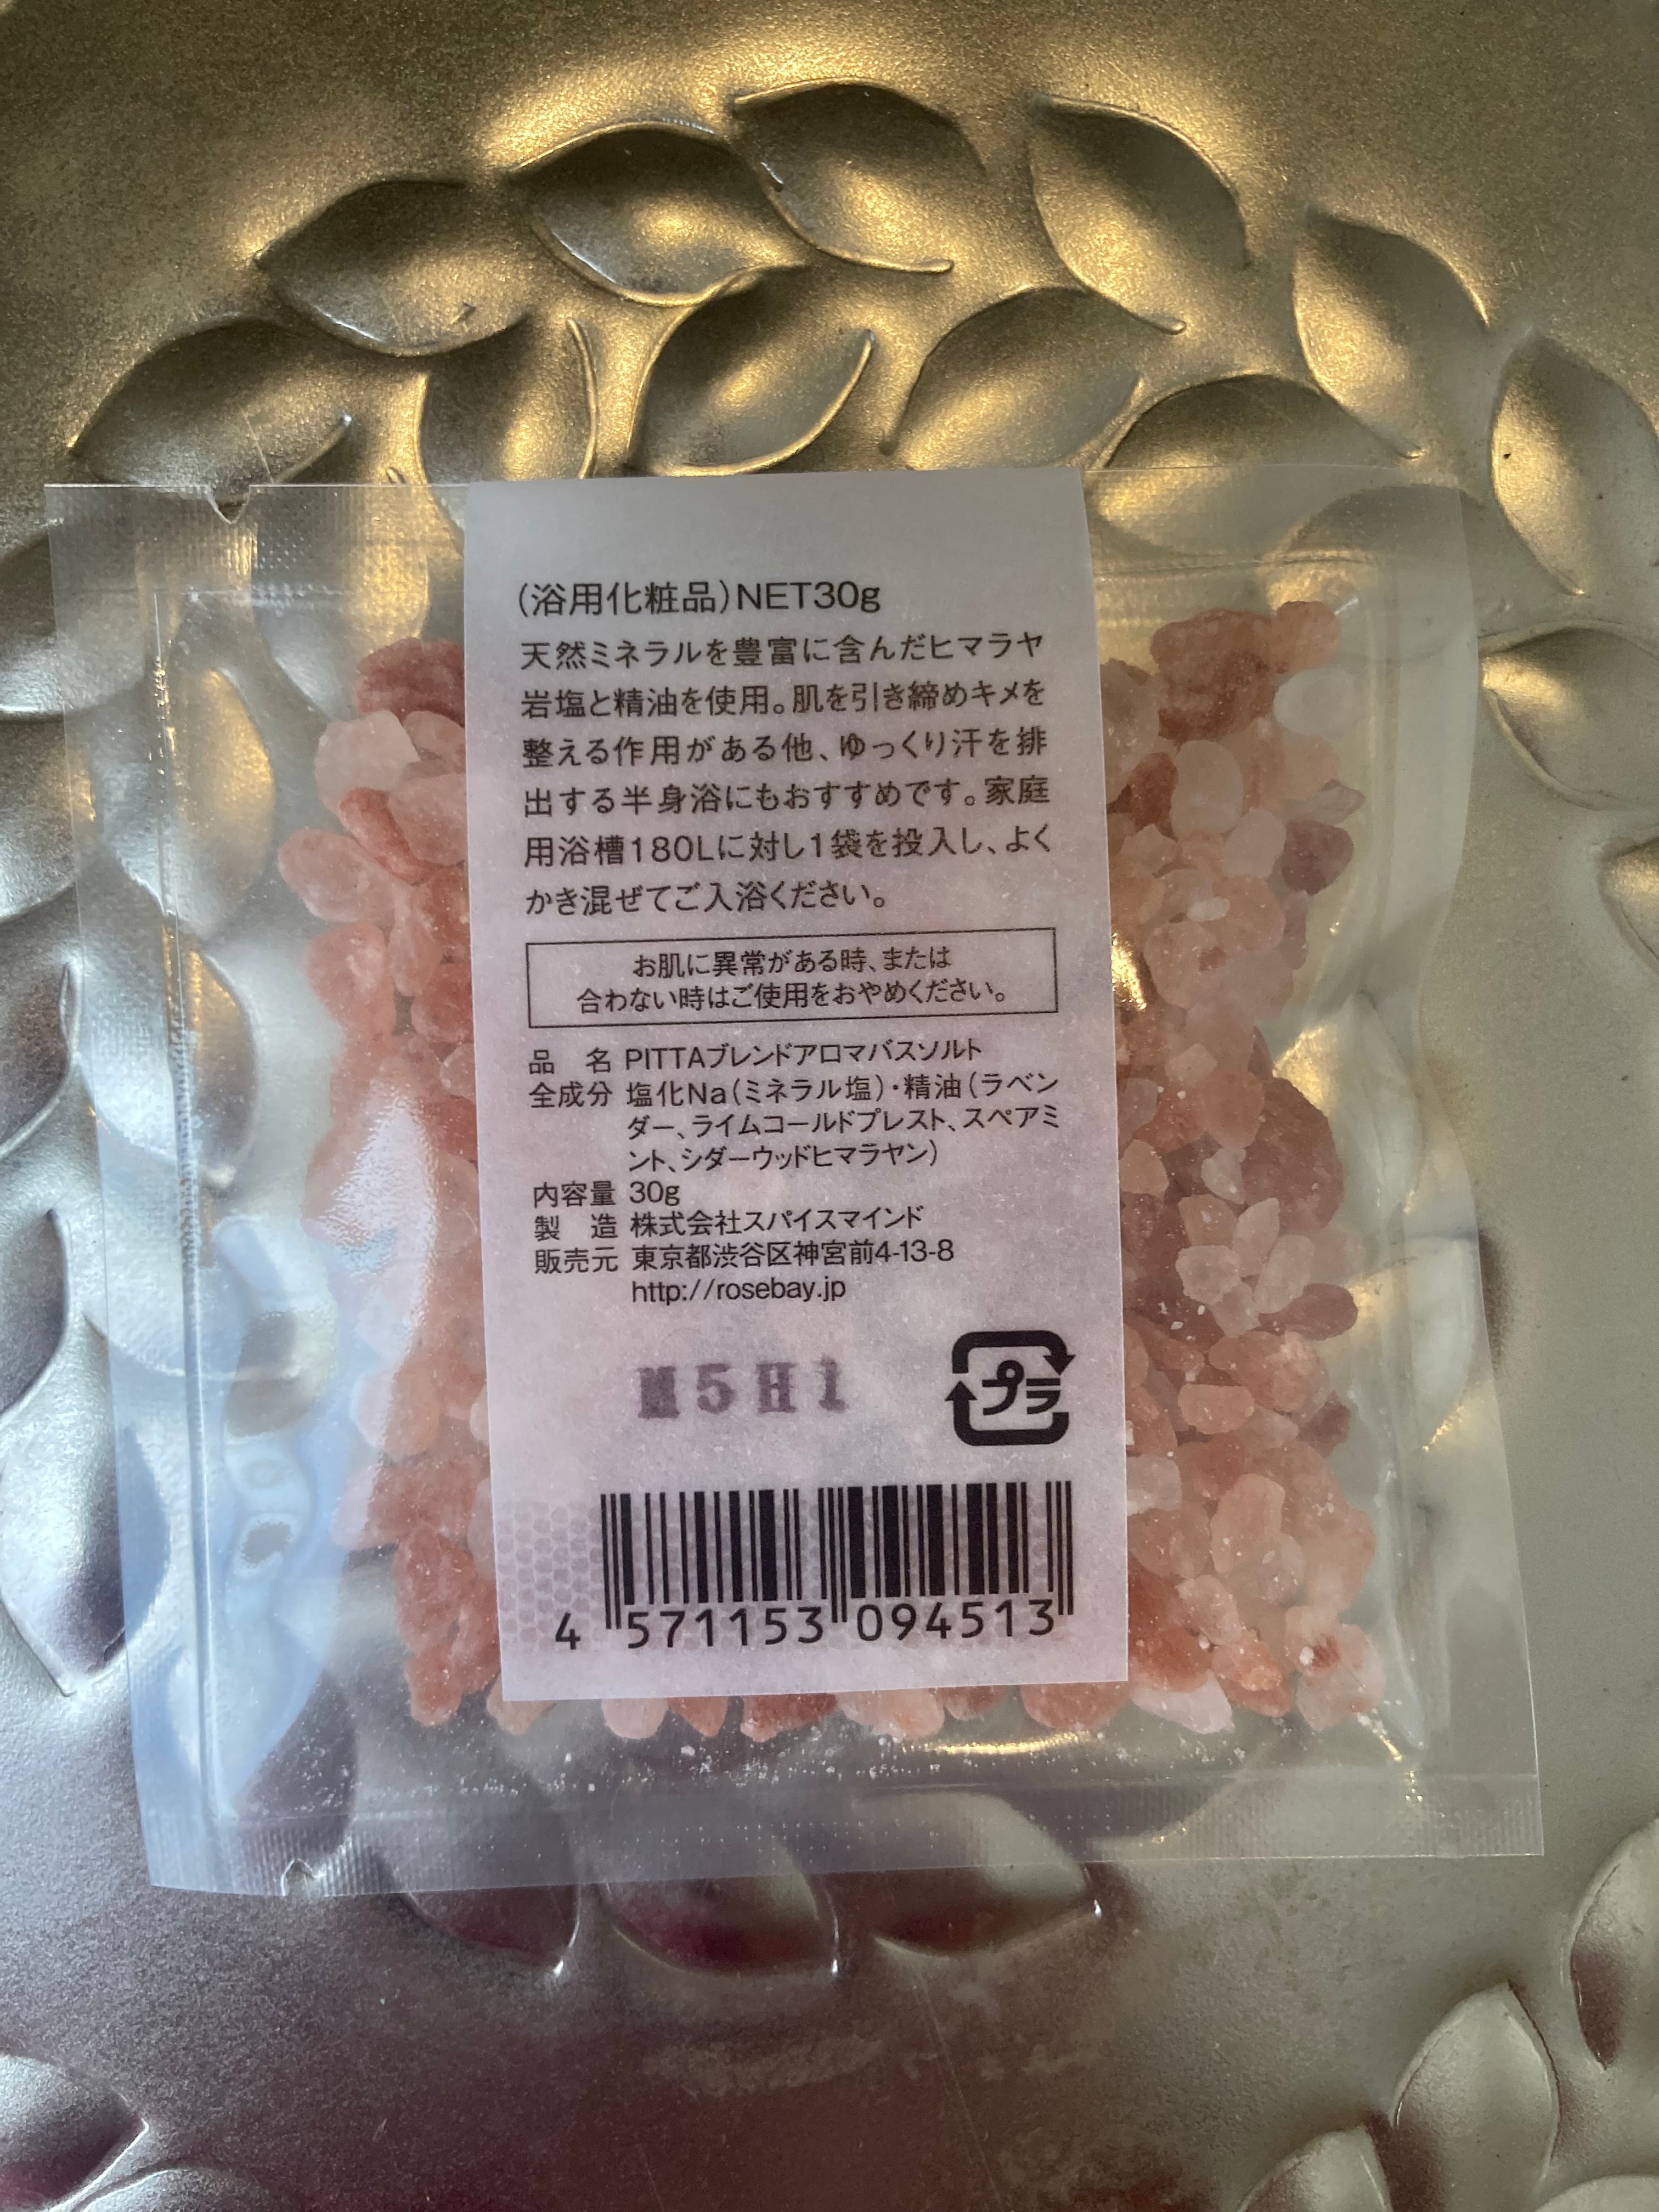 (浴用化粧品)NET30g
天然ミネラルを豊富に含んだヒマラヤ
岩塩と精油を使用。肌を引き締めキメを
整える作用がある他、ゆっくり汗を排
出する半身浴にもおすすめです。家庭
用浴槽180Lに対し1袋を投入し、よく
かき混ぜてご入浴ください。
お肌に異常がある時、または
合わない時はご使用をおやめください。
品 名 PITTAブレンドアロマバスソルト
全成分 塩化Na(ミネラル塩)・精油(ラベン
ダー、ライムコールドプレスト、スペアミ
ント、シダーウッドヒマラヤン)
内容量 30g
製 造 株式会社スパイスマインド
販売元 東京都渋谷区神宮前4-13-8
http://rosebay.jp
M5H1
プラ
4 571153 094513